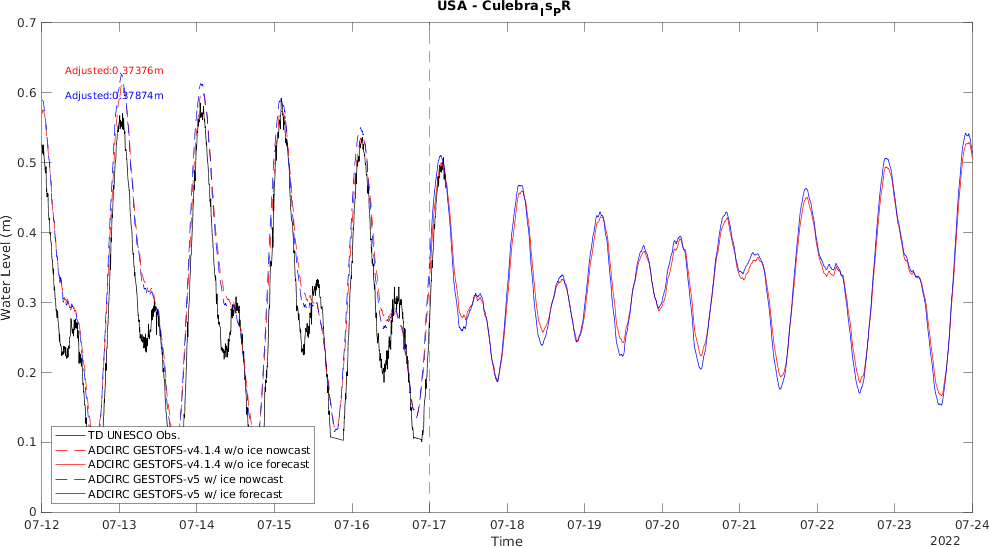 USA - CulebraIsPR
0.7
Adjusted:0.37376m
0.6
Adjusted:0.37874m
0.5
0.4
0.3
0.2
0.1
0
Water Level (m)
TD UNESCO Obs.
ADCIRC GESTOFS-v4.1.4 w/o ice nowcast
ADCIRC GESTOFS-v4.1.4 w/o ice forecast
ADCIRC GESTOFS-v5 w/ ice nowcast
ADCIRC GESTOFS-v5 w/ ice forecast
07-12 07-13 07-14 07-15 07-16 07-17 07-18 07-19 07-20 07-21 07-22 07-23 07-24
Time
2022